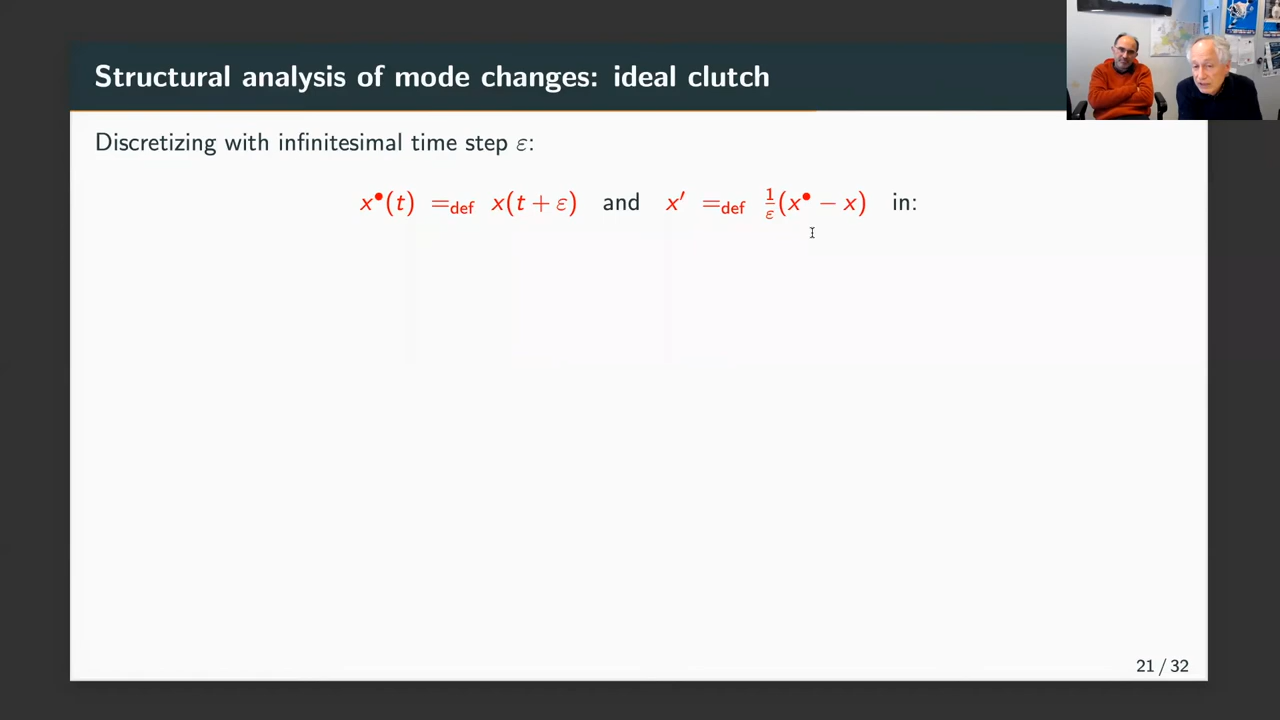 Structural analysis of mode changes: ideal clutch
Discretizing with infinitesimal time step ε:
x•(t) =def x(t + ε) and x′ =def 1/ε(x• − x) in:
21 / 32